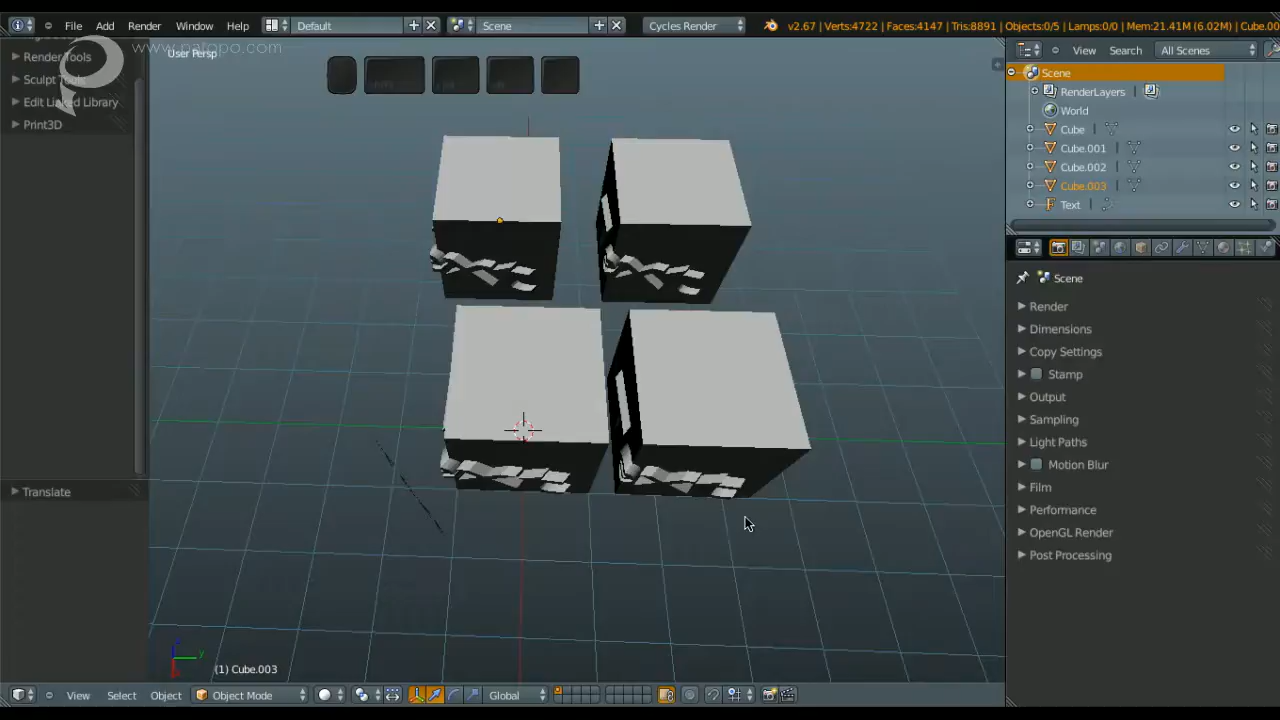 File Add Render Window Help Default Scene Cycles Render v2.67 | Verts:4722 | Faces:4147 | Tris:8891 | Objects:0/5 | Lamps:0/0 | Mem:21.41M (6.02M) | Cube.00
www.patopo.com
User Persp
Render Tools
Sculpt Tools
Edit Linked Library
Print3D
Translate
(1) Cube.003
View Select Object Object Mode Global
View Search All Scenes
Scene
RenderLayers
World
Cube
Cube.001
Cube.002
Cube.003
Text
Scene
Render
Dimensions
Copy Settings
Stamp
Output
Sampling
Light Paths
Motion Blur
Film
Performance
OpenGL Render
Post Processing